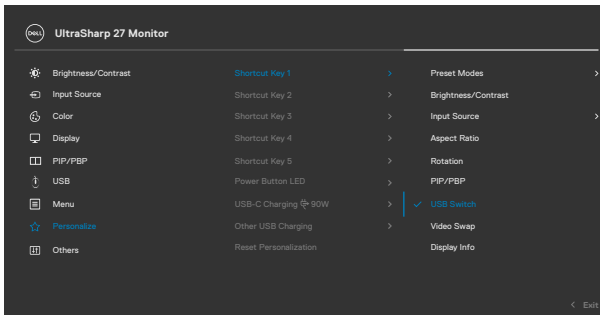 DELL UltraSharp 27 Monitor
Brightness/Contrast Shortcut Key 1 Preset Modes
Input Source Shortcut Key 2 Brightness/Contrast
Color Shortcut Key 3 Input Source
Display Shortcut Key 4 Aspect Ratio
PIP/PBP Shortcut Key 5 Rotation
USB Power Button LED PIP/PBP
Menu USB-C Charging 90W USB Switch
Personalize Other USB Charging Video Swap
Others Reset Personalization Display Info
Exit